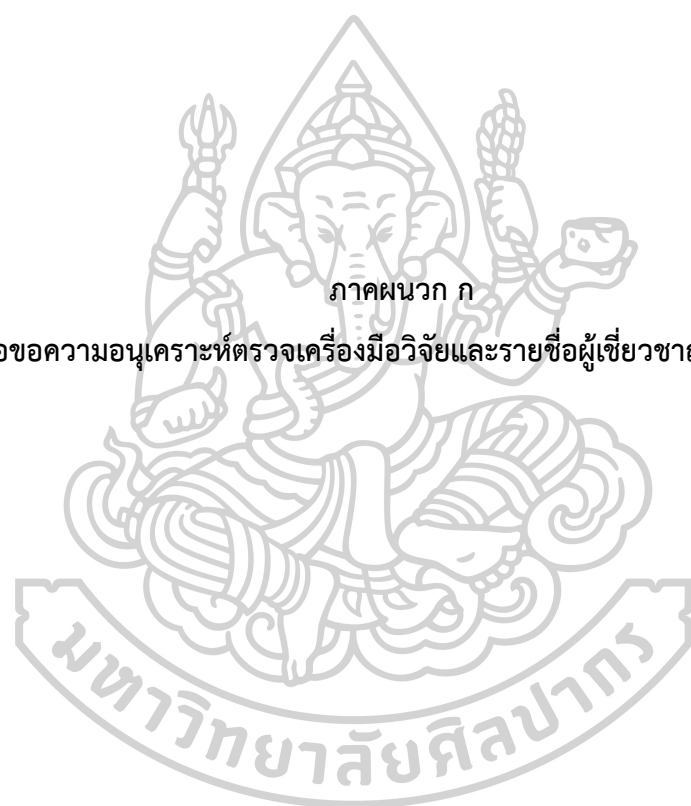 ภาคผนวก ก
อขอความอนุเคราะห์ตรวจเครื่องมือวิจัยและรายชื่อผู้เชี่ยวชาญ
มหาวิทยาลัยศิลปากร